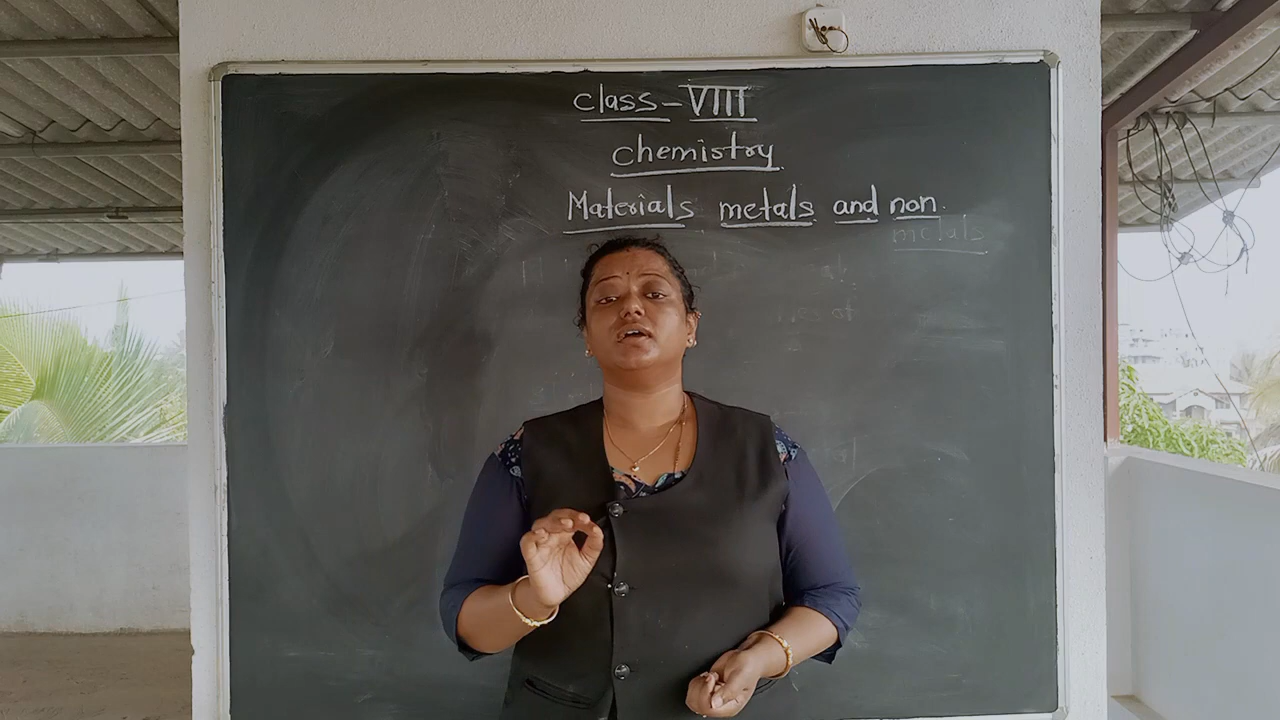 class - VIII
chemistry
Materials metals and non.
metals